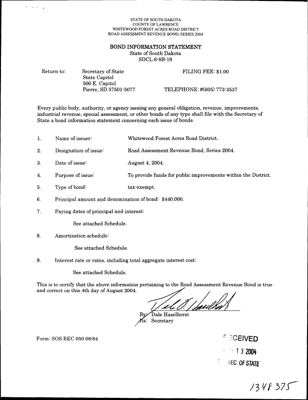 STATE OF SOUTH DAKOTA
COUNTY OF LAWRENCE
WHITEWOOD FOREST ACRES ROAD DISTRICT
ROAD ASSESSMENT REVENUE BOND, SERIES 2004
BOND INFORMATION STATEMENT
State of South Dakota
SDCL 6-8B-19
Return to: Secretary of State FILING FEE: $1.00
State Capitol
500 E. Capitol
Pierre, SD 57501-5077 TELEPHONE: #(605) 773-3537
Every public body, authority, or agency issuing any general obligation, revenue, improvements,
industrial revenue, special assessment, or other bonds of any type shall file with the Secretary of
State a bond information statement concerning each issue of bonds.
1. Name of issuer: Whitewood Forest Acres Road District.
2. Designation of issue: Road Assessment Revenue Bond, Series 2004.
3. Date of issue: August 4, 2004.
4. Purpose of issue: To provide funds for public improvements within the District.
5. Type of bond: tax-exempt.
6. Principal amount and denomination of bond: $440,000.
7. Paying dates of principal and interest:
See attached Schedule.
8. Amortization schedule:
See attached Schedule.
9. Interest rate or rates, including total aggregate interest cost:
See attached Schedule.
This is to certify that the above information pertaining to the Road Assessment Revenue Bond is true
and correct on this 4th day of August 2004.
By: Dale Haselhorst
Its: Secretary
Form: SOS REC 050 08/84
CEIVED
13 2004
SEC. OF STATE
1348375